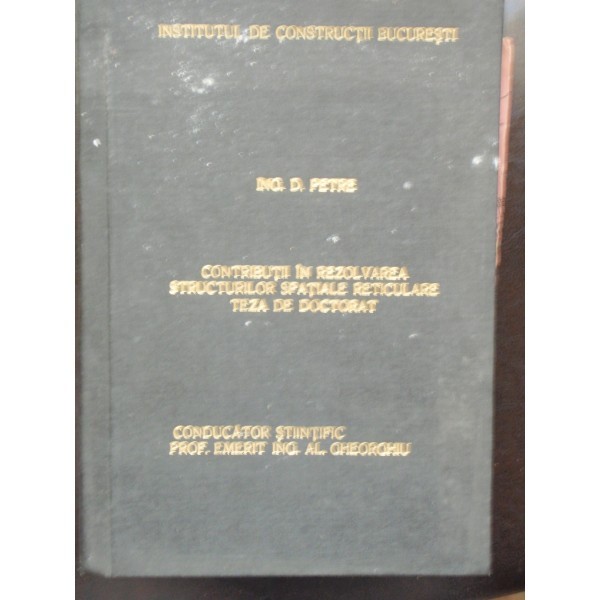 INSTITUTUL DE CONSTRUCȚII BUCUREȘTI
ING. D. PETRE
CONTRIBUȚII ÎN REZOLVAREA
STRUCTURILOR SPAȚIALE RETICULARE
TEZA DE DOCTORAT
CONDUCĂTOR ȘTIINȚIFIC
PROF. EMERIT ING. AL. GHEORGHIU